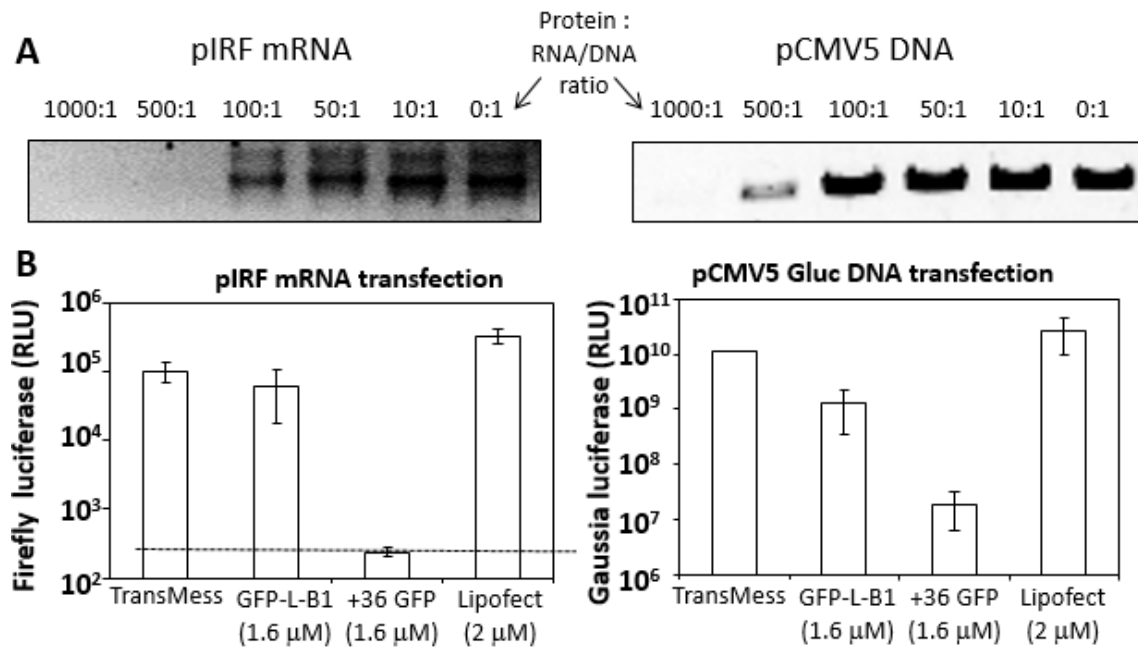 Protein :
A pIRF mRNA RNA/DNA pCMV5 DNA
ratio
1000:1 500:1 100:1 50:1 10:1 0:1 1000:1 500:1 100:1 50:1 10:1 0:1
B
pIRF mRNA transfection
Firefly luciferase (RLU)
10⁶
10⁵
10⁴
10³
10²
TransMess GFP-L-B1 +36 GFP Lipofect
(1.6 µM) (1.6 µM) (2 µM)
pCMV5 Gluc DNA transfection
Gaussia luciferase (RLU)
10¹¹
10¹⁰
10⁹
10⁸
10⁷
10⁶
TransMess GFP-L-B1 +36 GFP Lipofect
(1.6 µM) (1.6 µM) (2 µM)